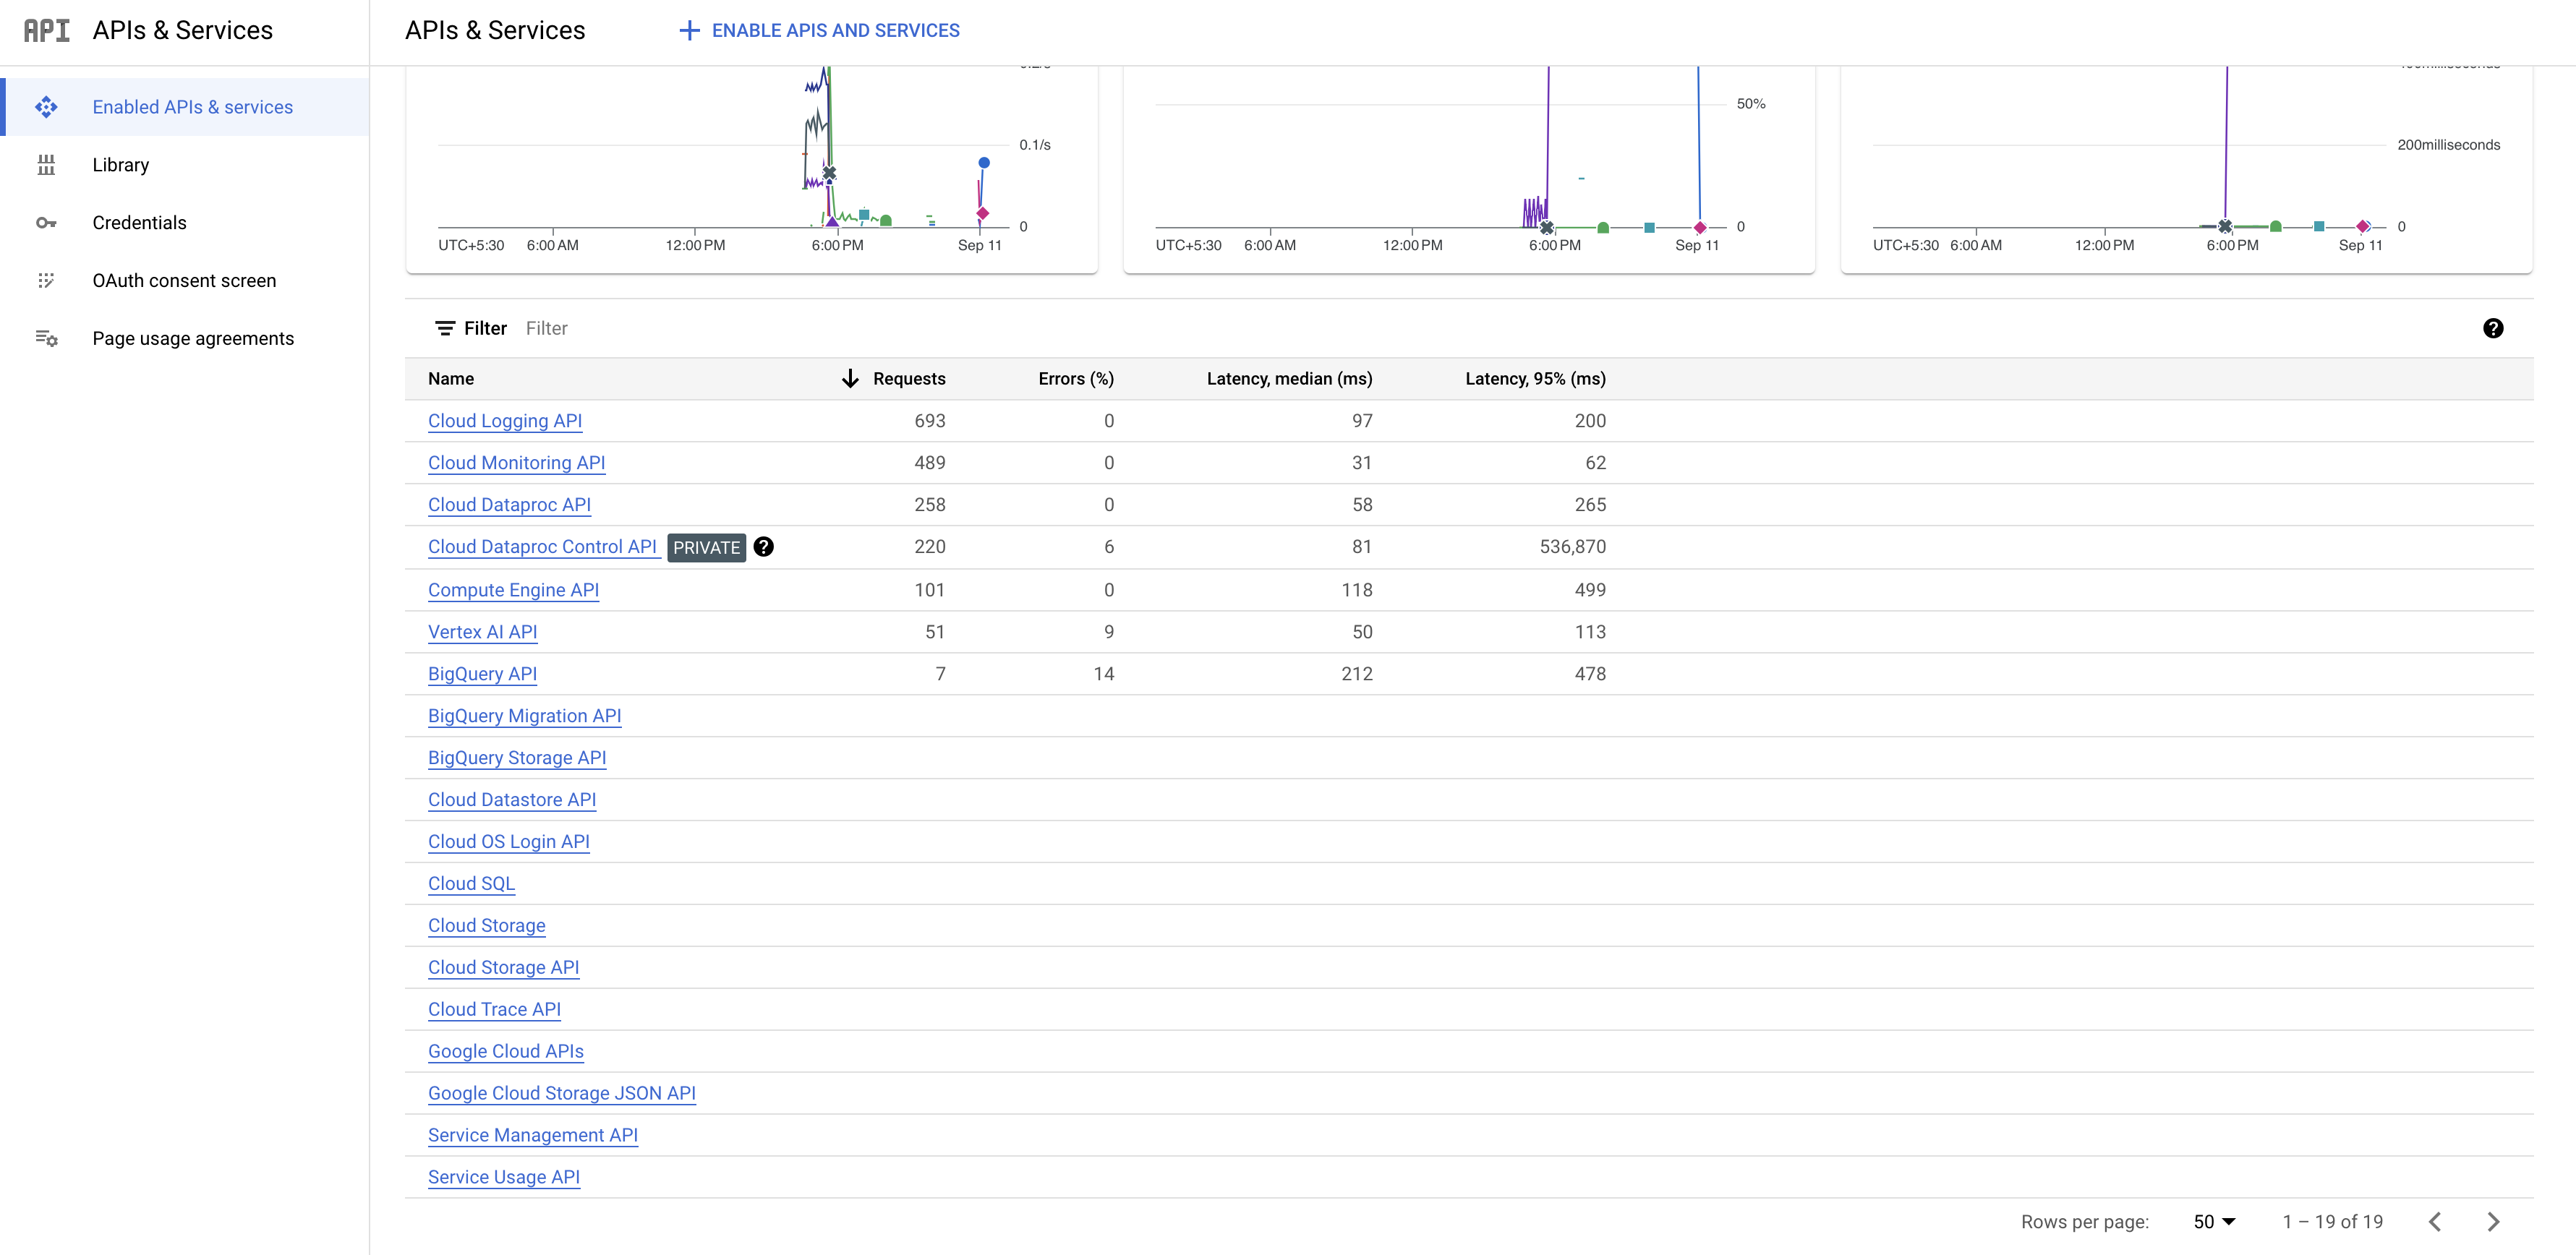 API APIs & Services
APIs & Services
ENABLE APIS AND SERVICES
Enabled APIs & services
Library
Credentials
OAuth consent screen
Page usage agreements
0.1/s
0
UTC+5:30 6:00 AM 12:00 PM 6:00 PM Sep 11
50%
0
UTC+5:30 6:00 AM 12:00 PM 6:00 PM Sep 11
200milliseconds
0
UTC+5:30 6:00 AM 12:00 PM 6:00 PM Sep 11
Filter Filter
Name Requests Errors (%) Latency, median (ms) Latency, 95% (ms)
Cloud Logging API 693 0 97 200
Cloud Monitoring API 489 0 31 62
Cloud Dataproc API 258 0 58 265
Cloud Dataproc Control API PRIVATE ? 220 6 81 536,870
Compute Engine API 101 0 118 499
Vertex AI API 51 9 50 113
BigQuery API 7 14 212 478
BigQuery Migration API
BigQuery Storage API
Cloud Datastore API
Cloud OS Login API
Cloud SQL
Cloud Storage
Cloud Storage API
Cloud Trace API
Google Cloud APIs
Google Cloud Storage JSON API
Service Management API
Service Usage API
Rows per page: 50 1 – 19 of 19